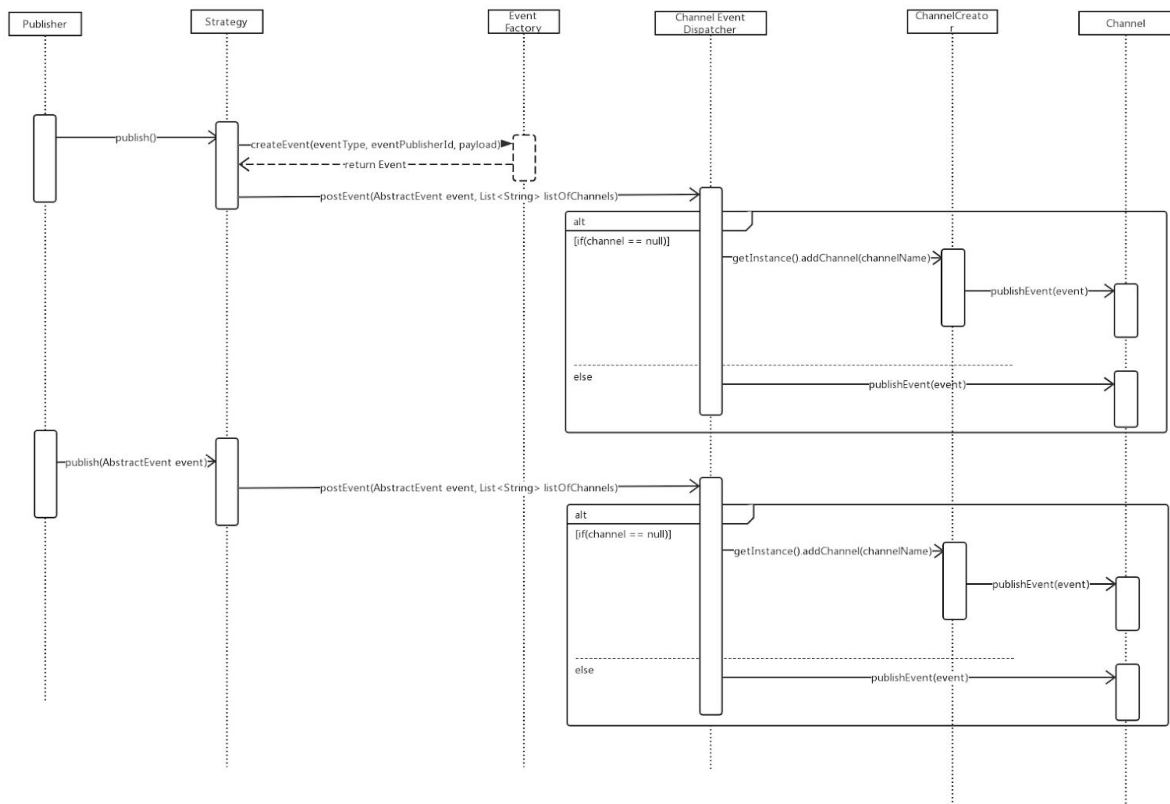 Publisher
Strategy
Event
Factory
Channel Event
Dispatcher
ChannelCreato
r
Channel
publish()
createEvent(eventType, eventPublisherId, payload)
return Event
postEvent(AbstractEvent event, List<String> listOfChannels)
alt
[if(channel == null)]
getInstance().addChannel(channelName)
publishEvent(event)
else
publishEvent(event)
publish(AbstractEvent event)
postEvent(AbstractEvent event, List<String> listOfChannels)
alt
[if(channel == null)]
getInstance().addChannel(channelName)
publishEvent(event)
else
publishEvent(event)